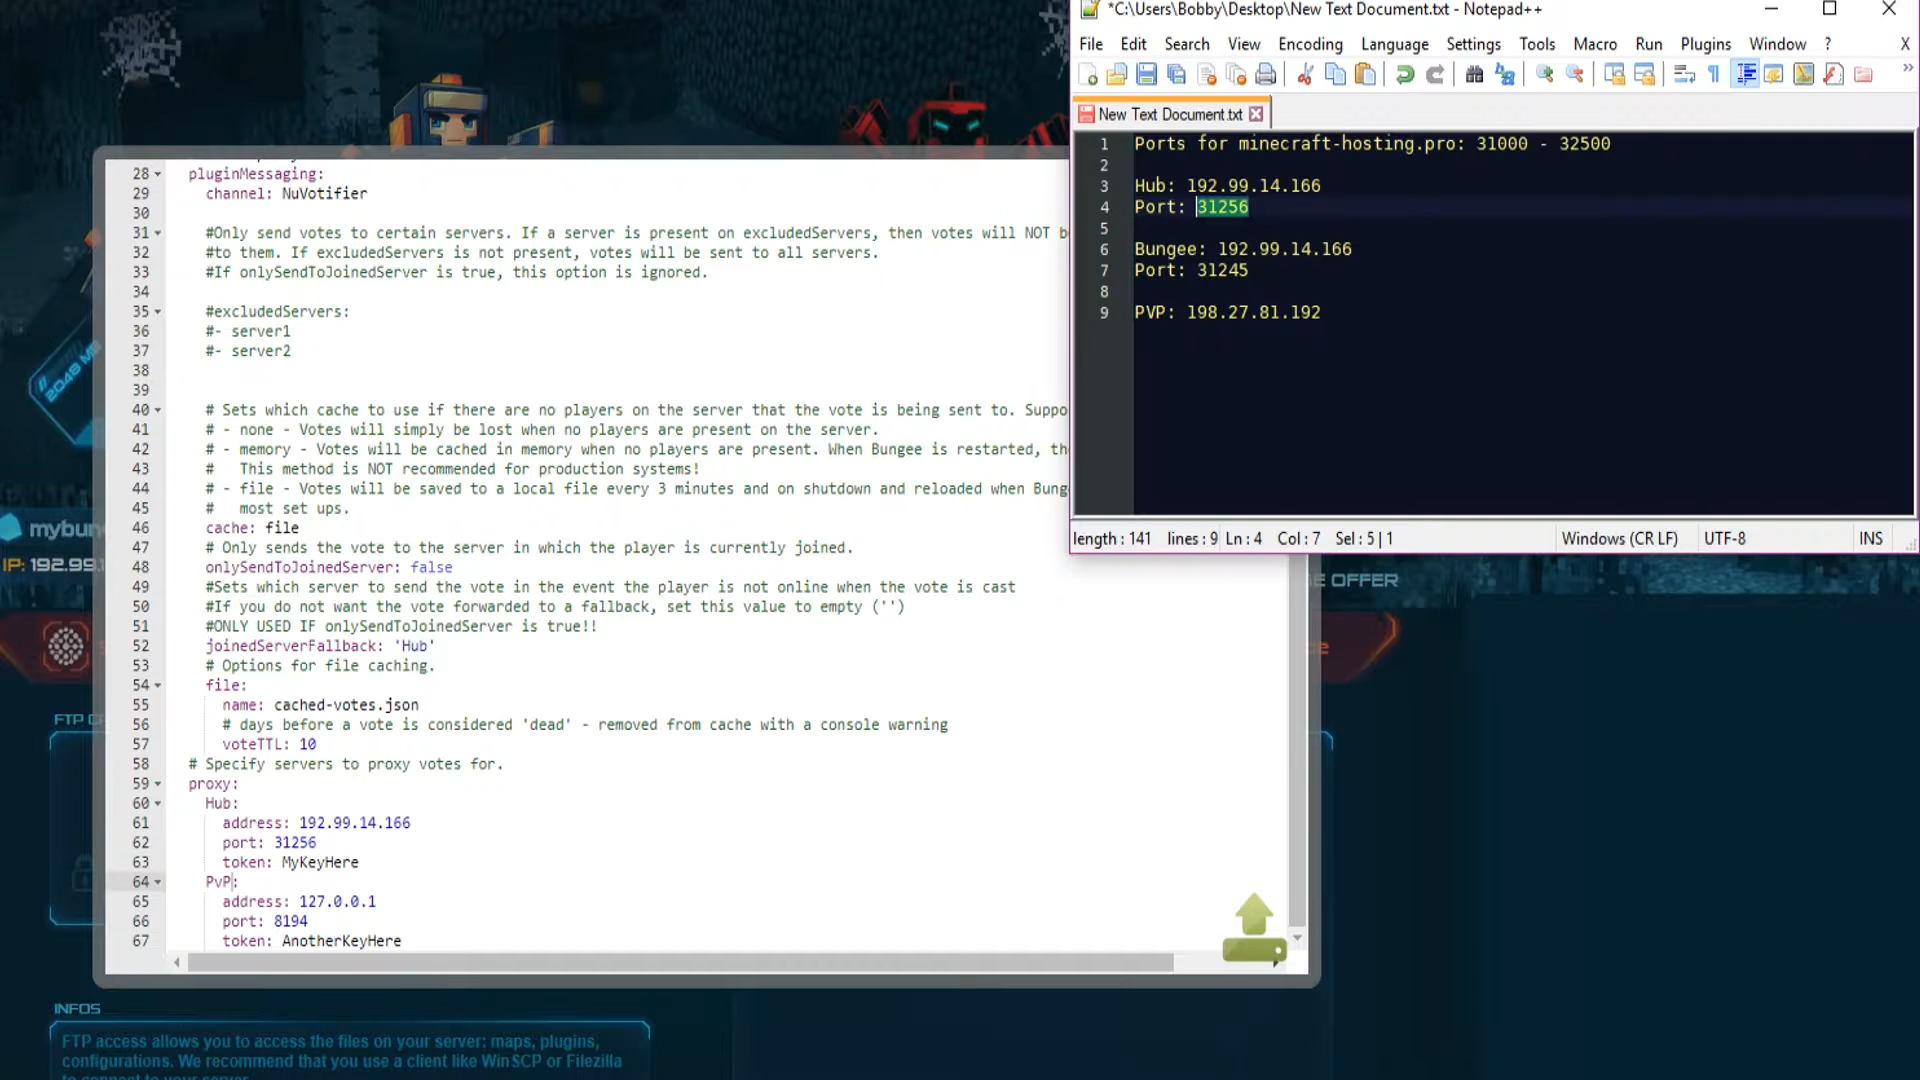 *C:\Users\Bobby\Desktop\New Text Document.txt - Notepad++
File Edit Search View Encoding Language Settings Tools Macro Run Plugins Window ? X
New Text Document.txt
1 Ports for minecraft-hosting.pro: 31000 - 32500
2
3 Hub: 192.99.14.166
4 Port: 31256
5
6 Bungee: 192.99.14.166
7 Port: 31245
8
9 PVP: 198.27.81.192
length : 141 lines : 9 Ln : 4 Col : 7 Sel : 5 | 1 Windows (CR LF) UTF-8 INS
28 pluginMessaging:
29 channel: NuVotifier
30
31 #Only send votes to certain servers. If a server is present on excludedServers, then votes will NOT
32 #to them. If excludedServers is not present, votes will be sent to all servers.
33 #If onlySendToJoinedServer is true, this option is ignored.
34
35 #excludedServers:
36 #- server1
37 #- server2
38
39
40 # Sets which cache to use if there are no players on the server that the vote is being sent to. Suppo
41 # - none - Votes will simply be lost when no players are present on the server.
42 # - memory - Votes will be cached in memory when no players are present. When Bungee is restarted, th
43 # This method is NOT recommended for production systems!
44 # - file - Votes will be saved to a local file every 3 minutes and on shutdown and reloaded when Bung
45 # most set ups.
46 cache: file
47 # Only sends the vote to the server in which the player is currently joined.
48 onlySendToJoinedServer: false
49 #Sets which server to send the vote in the event the player is not online when the vote is cast
50 #If you do not want the vote forwarded to a fallback, set this value to empty ('')
51 #ONLY USED IF onlySendToJoinedServer is true!!
52 joinedServerFallback: 'Hub'
53 # Options for file caching.
54 file:
55 name: cached-votes.json
56 # days before a vote is considered 'dead' - removed from cache with a console warning
57 voteTTL: 10
58 # Specify servers to proxy votes for.
59 proxy:
60 Hub:
61 address: 192.99.14.166
62 port: 31256
63 token: MyKeyHere
64 PvP:
65 address: 127.0.0.1
66 port: 8194
67 token: AnotherKeyHere
2048 M
mybun
IP: 192.99.
E OFFER
FTP C
INFOS
FTP access allows you to access the files on your server: maps, plugins,
configurations. We recommend that you use a client like WinSCP or Filezilla
to connect to your server